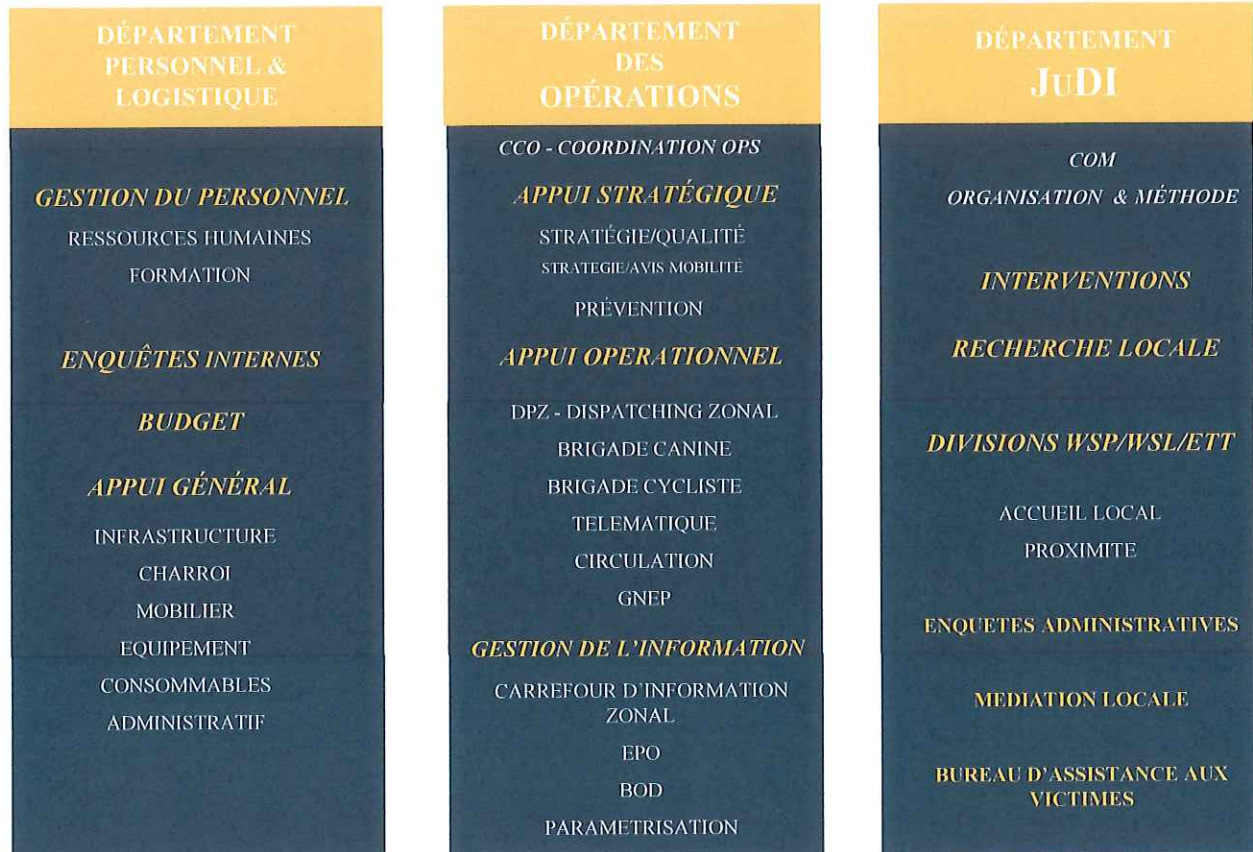 DÉPARTEMENT
PERSONNEL &
LOGISTIQUE
GESTION DU PERSONNEL
RESSOURCES HUMAINES
FORMATION
ENQUÊTES INTERNES
BUDGET
APPUI GÉNÉRAL
INFRASTRUCTURE
CHARROI
MOBILIER
EQUIPEMENT
CONSOMMABLES
ADMINISTRATIF
DÉPARTEMENT
DES
OPÉRATIONS
CCO - COORDINATION OPS
APPUI STRATÉGIQUE
STRATÉGIE/QUALITÉ
STRATEGIE/AVIS MOBILITÉ
PRÉVENTION
APPUI OPERATIONNEL
DPZ - DISPATCHING ZONAL
BRIGADE CANINE
BRIGADE CYCLISTE
TELEMATIQUE
CIRCULATION
GNEP
GESTION DE L'INFORMATION
CARREFOUR D'INFORMATION
ZONAL
EPO
BOD
PARAMETRISATION
DÉPARTEMENT
JUDI
COM
ORGANISATION & MÉTHODE
INTERVENTIONS
RECHERCHE LOCALE
DIVISIONS WSP/WSL/ETT
ACCUEIL LOCAL
PROXIMITE
ENQUETES ADMINISTRATIVES
MEDIATION LOCALE
BUREAU D'ASSISTANCE AUX
VICTIMES